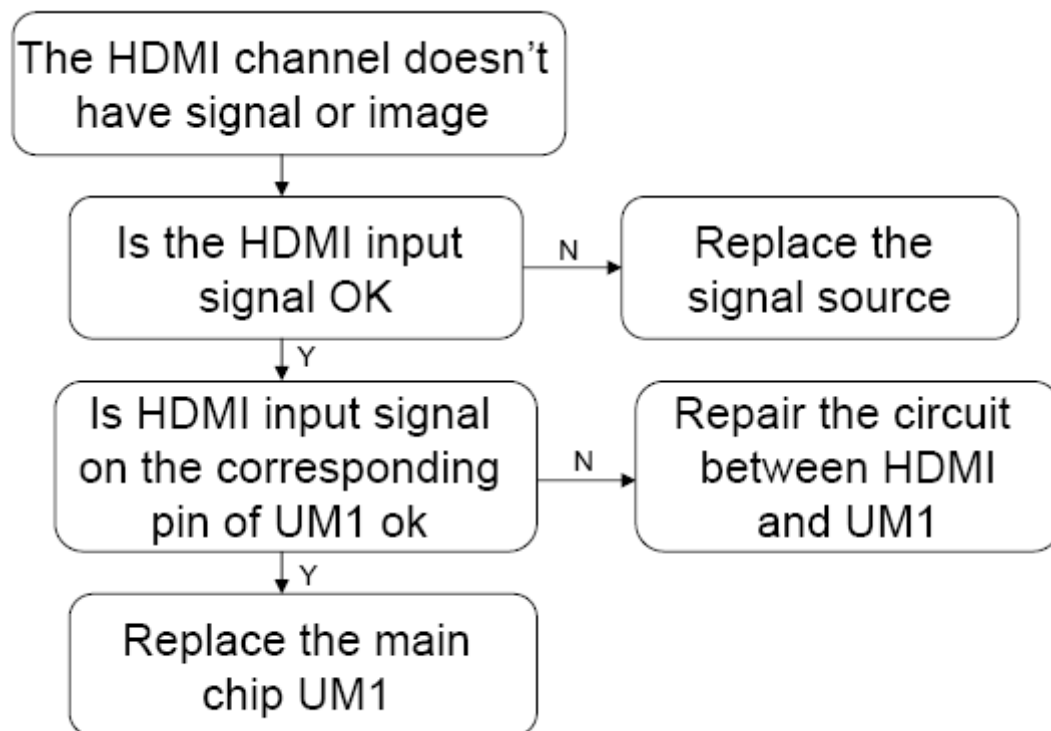 The HDMI channel doesn't
have signal or image
Is the HDMI input
signal OK
N
Replace the
signal source
Y
Is HDMI input signal
on the corresponding
pin of UM1 ok
N
Repair the circuit
between HDMI
and UM1
Y
Replace the main
chip UM1